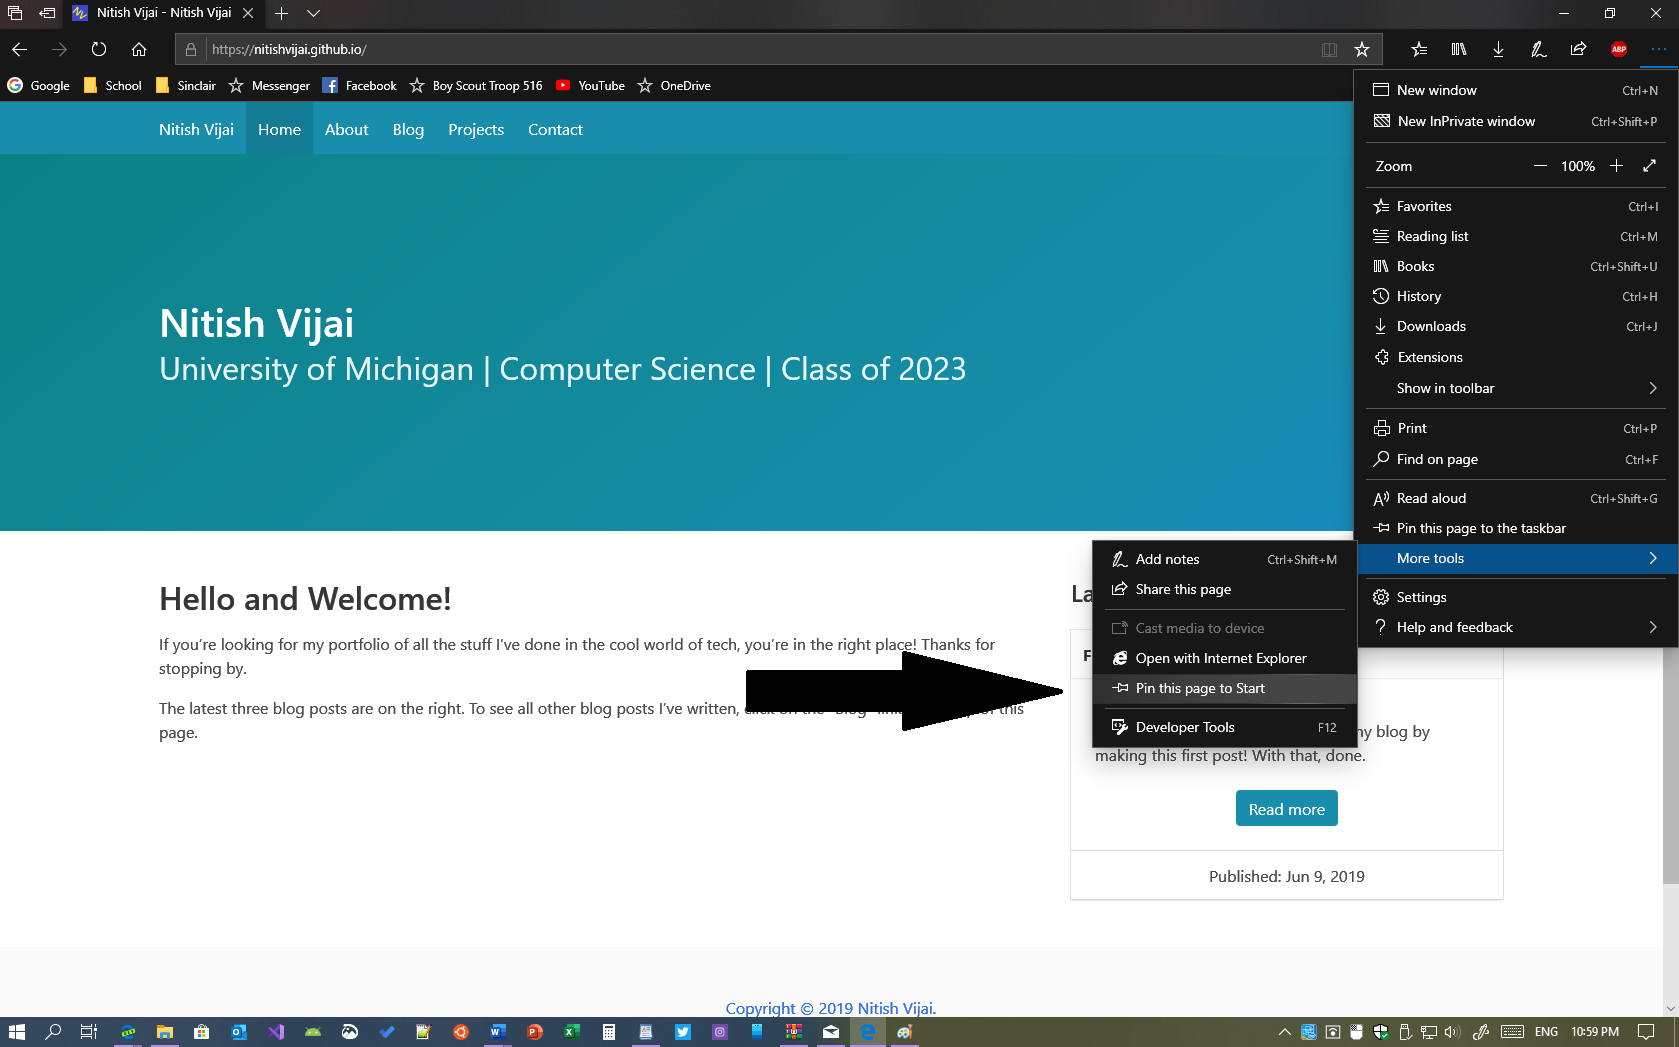 Nitish Vijai - Nitish Vijai
https://nitishvijai.github.io/
ABP
Google School Sinclair Messenger Facebook Boy Scout Troop 516 YouTube OneDrive
Nitish Vijai Home About Blog Projects Contact
Nitish Vijai
University of Michigan | Computer Science | Class of 2023
Hello and Welcome!
If you’re looking for my portfolio of all the stuff I’ve done in the cool world of tech, you’re in the right place! Thanks for
stopping by.
The latest three blog posts are on the right. To see all other blog posts I’ve written,
this
page.
New window Ctrl+N
New InPrivate window Ctrl+Shift+P
Zoom 100%
Favorites Ctrl+I
Reading list Ctrl+M
Books Ctrl+Shift+U
History Ctrl+H
Downloads Ctrl+J
Extensions
Show in toolbar
Print Ctrl+P
Find on page Ctrl+F
Read aloud Ctrl+Shift+G
Pin this page to the taskbar
More tools
Settings
Help and feedback
Add notes Ctrl+Shift+M
Share this page
Cast media to device
Open with Internet Explorer
Pin this page to Start
Developer Tools F12
La
F
my blog by
making this first post! With that, done.
Read more
Published: Jun 9, 2019
Copyright © 2019 Nitish Vijai.
ENG 10:59 PM